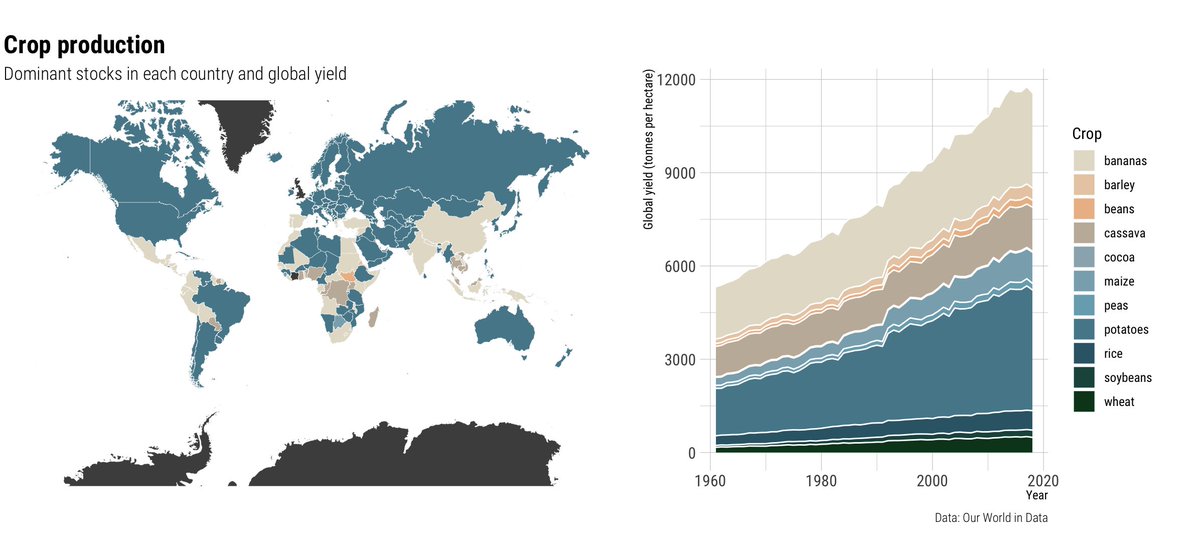 Crop production
Dominant stocks in each country and global yield
Global yield (tonnes per hectare)
12000
9000
6000
3000
0
1960
1980
2000
2020
Year
Crop
bananas
barley
beans
cassava
cocoa
maize
peas
potatoes
rice
soybeans
wheat
Data: Our World in Data